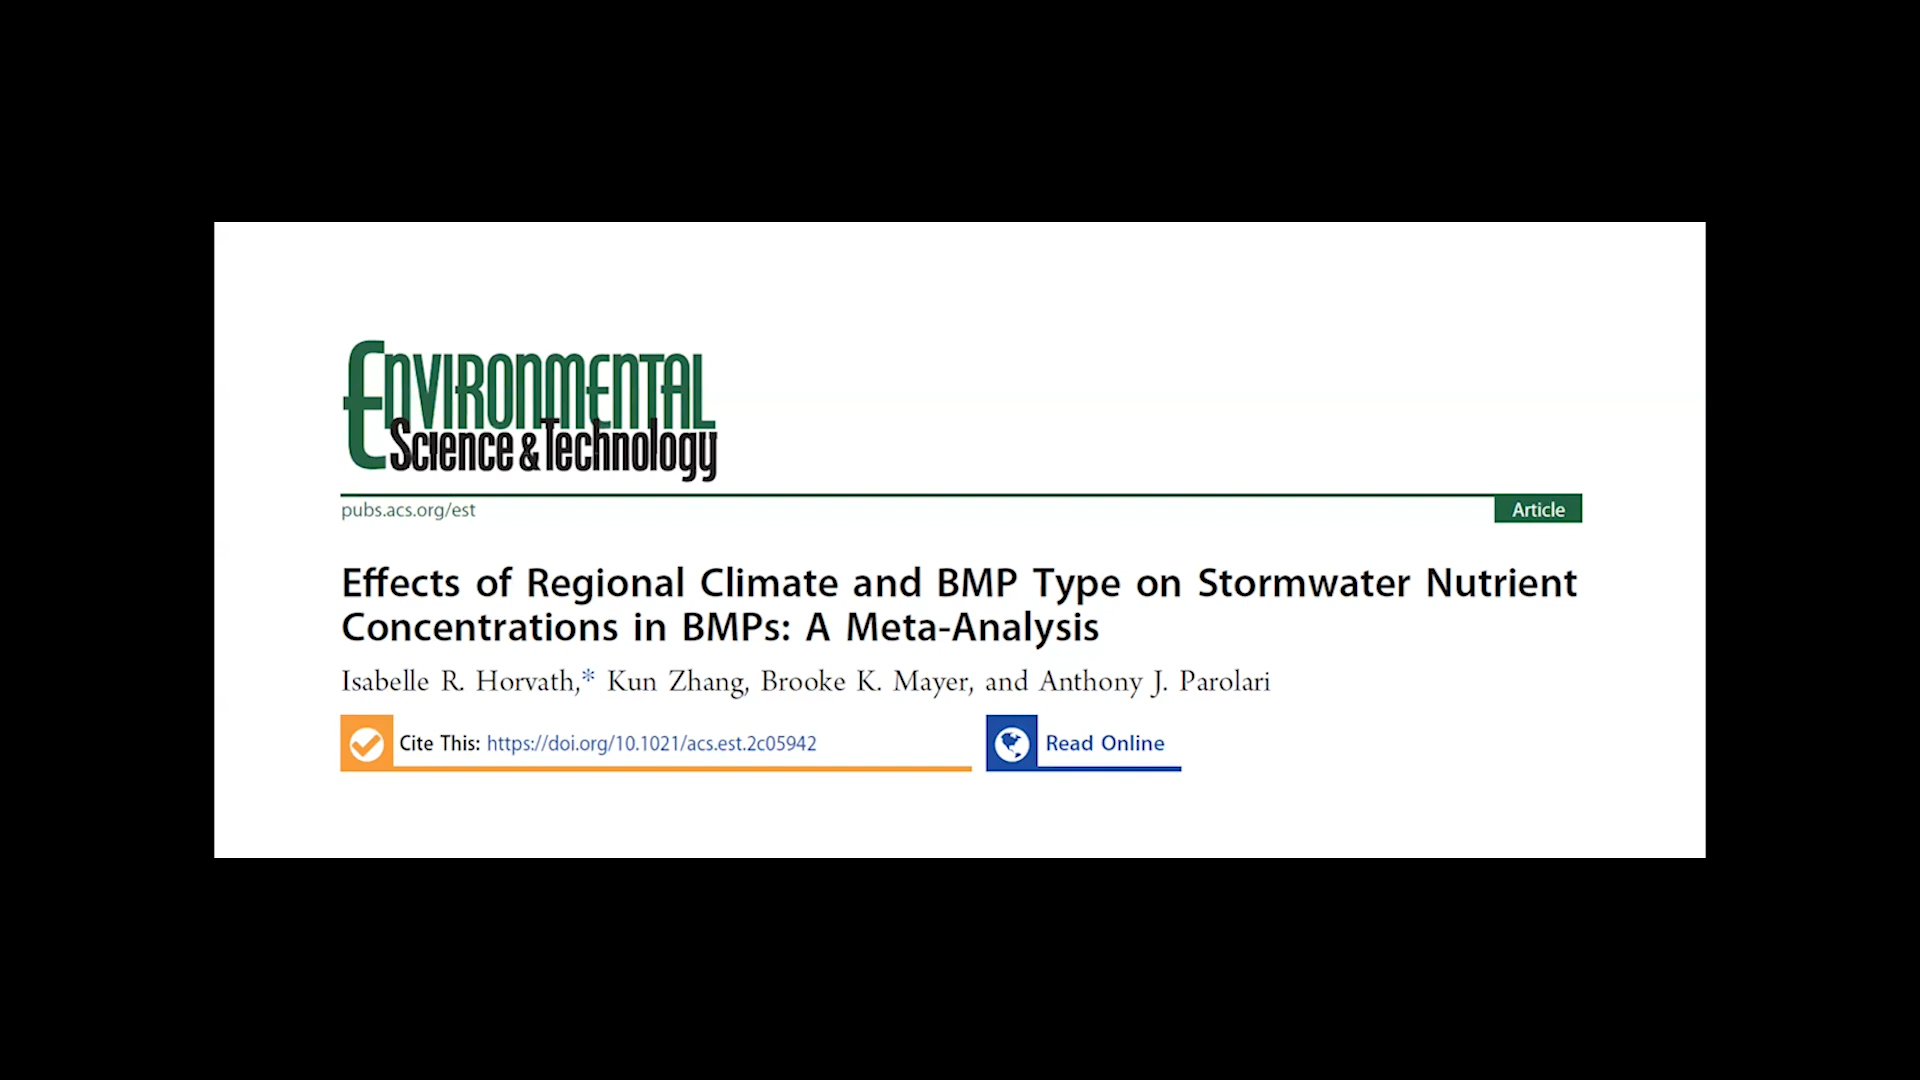 Environmental
Science & Technology
pubs.acs.org/est
Article
Effects of Regional Climate and BMP Type on Stormwater Nutrient
Concentrations in BMPs: A Meta-Analysis
Isabelle R. Horvath,* Kun Zhang, Brooke K. Mayer, and Anthony J. Parolari
Cite This: https://doi.org/10.1021/acs.est.2c05942
Read Online